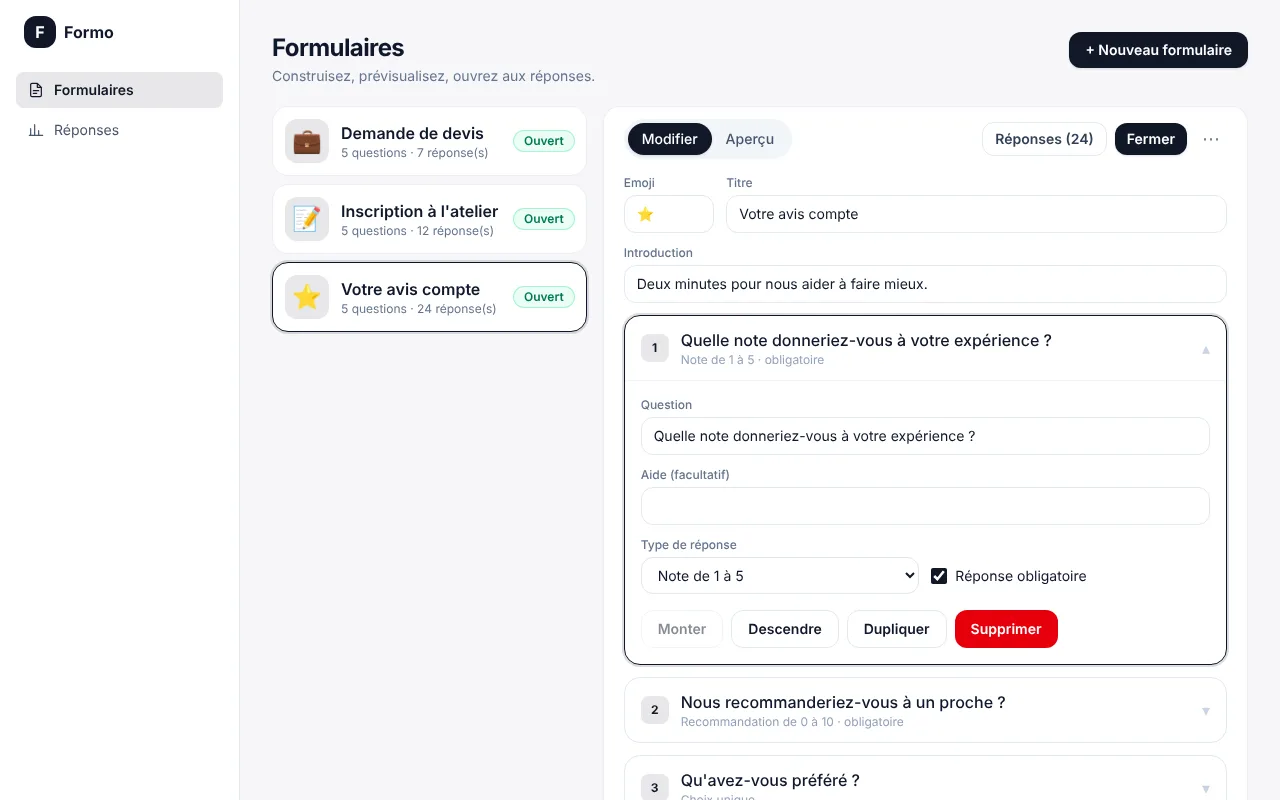 F Formo
Formulaires
Réponses
Formulaires
Construisez, prévisualisez, ouvrez aux réponses.
+ Nouveau formulaire
Demande de devis
5 questions · 7 réponse(s)
Ouvert
Inscription à l'atelier
5 questions · 12 réponse(s)
Ouvert
Votre avis compte
5 questions · 24 réponse(s)
Ouvert
Modifier Aperçu Réponses (24) Fermer ...
Emoji Titre
Votre avis compte
Introduction
Deux minutes pour nous aider à faire mieux.
1 Quelle note donneriez-vous à votre expérience ?
Note de 1 à 5 · obligatoire
Question
Quelle note donneriez-vous à votre expérience ?
Aide (facultatif)
Type de réponse
Note de 1 à 5 Réponse obligatoire
Monter Descendre Dupliquer Supprimer
2 Nous recommanderiez-vous à un proche ?
Recommandation de 0 à 10 · obligatoire
3 Qu'avez-vous préféré ?
Choix unique